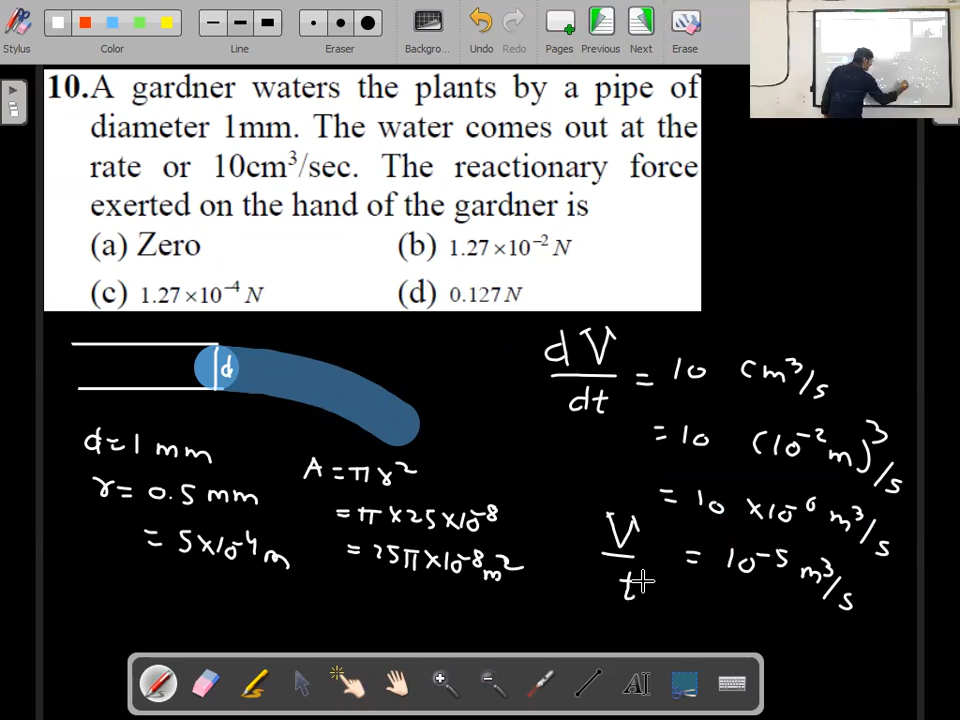 Stylus
Color
Line
Eraser
Backgro...
Undo
Redo
Pages
Previous
Next
Erase
10. A gardner waters the plants by a pipe of
diameter 1mm. The water comes out at the
rate or 10cm³/sec. The reactionary force
exerted on the hand of the gardner is
(a) Zero
(b) 1.27×10⁻² N
(c) 1.27×10⁻⁴ N
(d) 0.127 N
d
d = 1 mm
r = 0.5 mm
= 5×10⁻⁴ m
A = πr²
= π × 25 × 10⁻⁸
= 25π × 10⁻⁸ m²
dV/dt = 10 cm³/s
= 10 (10⁻² m)³/s
= 10 × 10⁻⁶ m³/s
V/t = 10⁻⁵ m³/s
AI